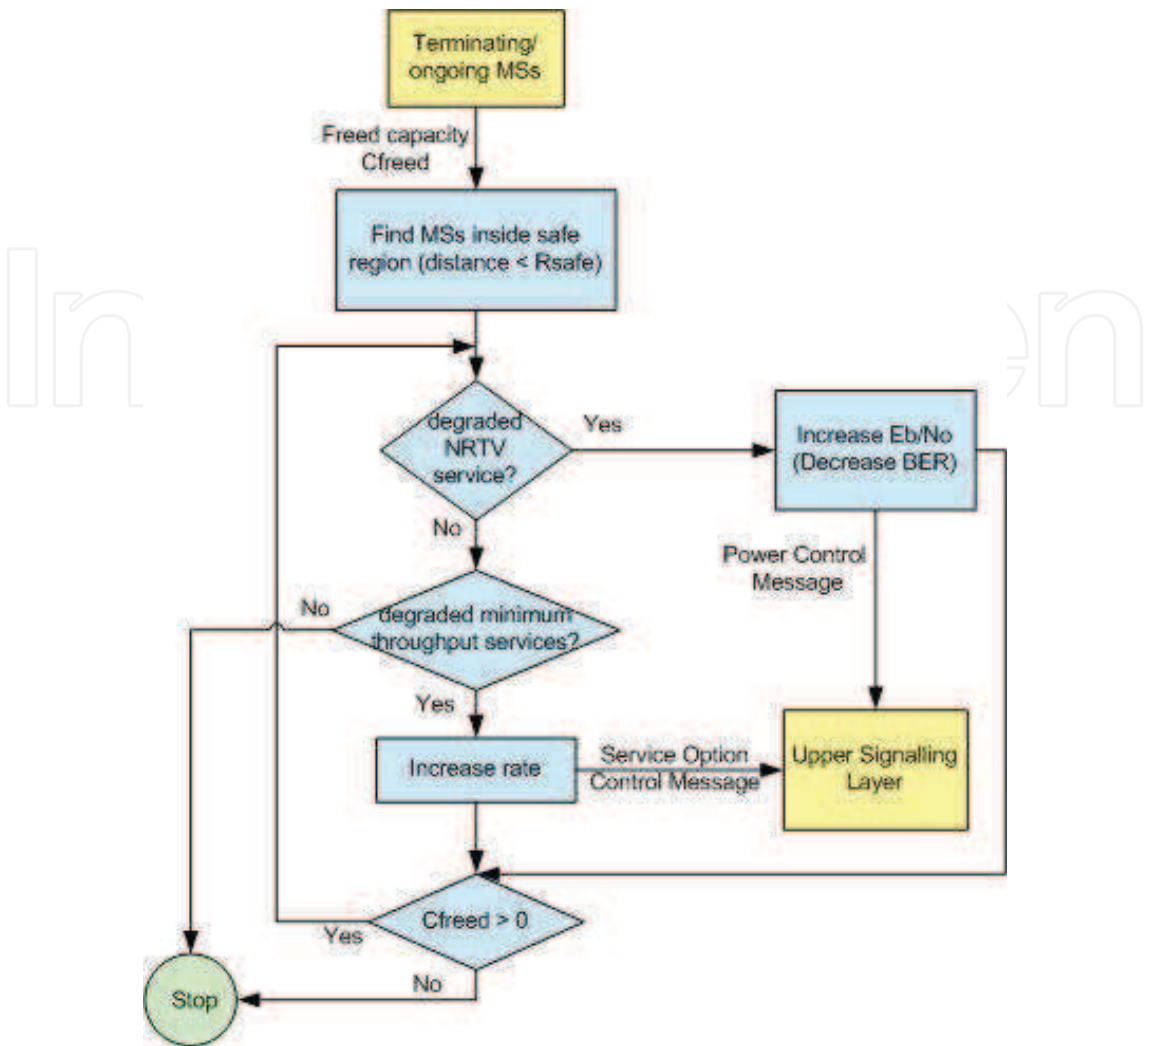 Terminating/
ongoing MSs
Freed capacity
Cfreed
Find MSs inside safe
region (distance < Rsafe)
degraded
NRTV
service?
Yes
Increase Eb/No
(Decrease BER)
No
Power Control
Message
No
degraded minimum
throughput services?
Yes
Increase rate
Service Option
Control Message
Upper Signalling
Layer
Cfreed > 0
Yes
No
Stop